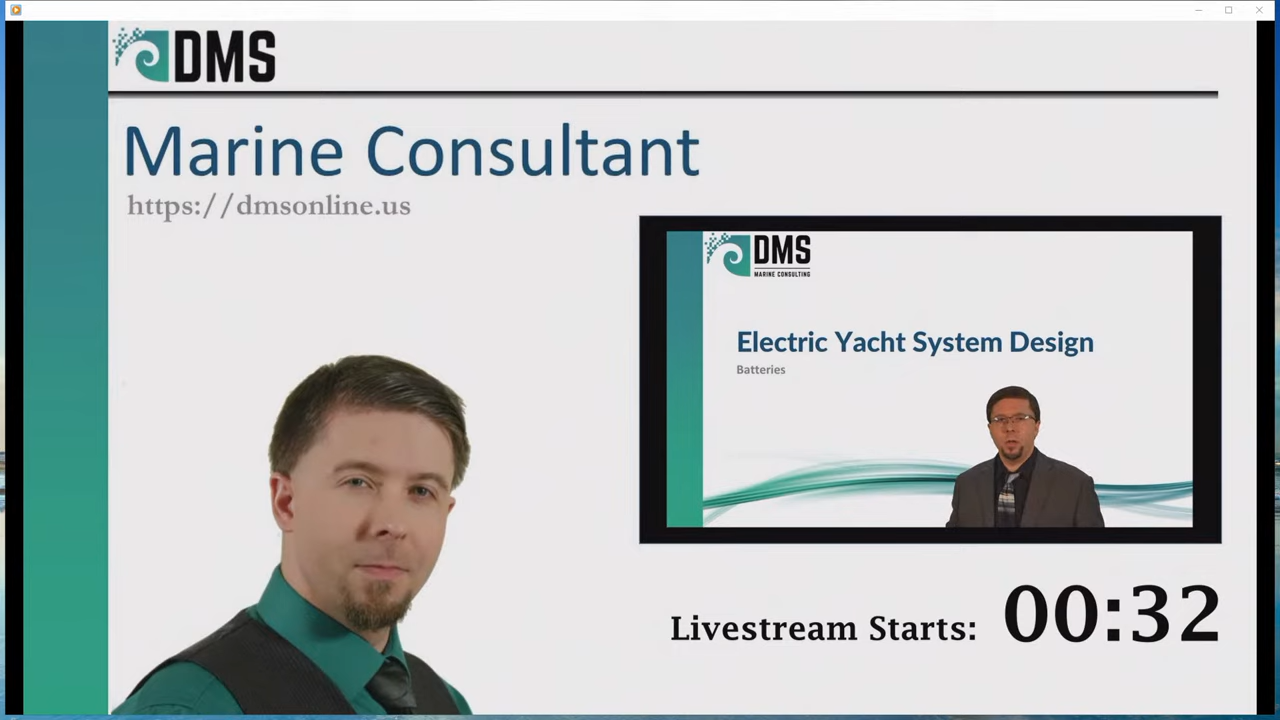 DMS
Marine Consultant
https://dmsonline.us
DMS
MARINE CONSULTING
Electric Yacht System Design
Batteries
Livestream Starts: 00:32